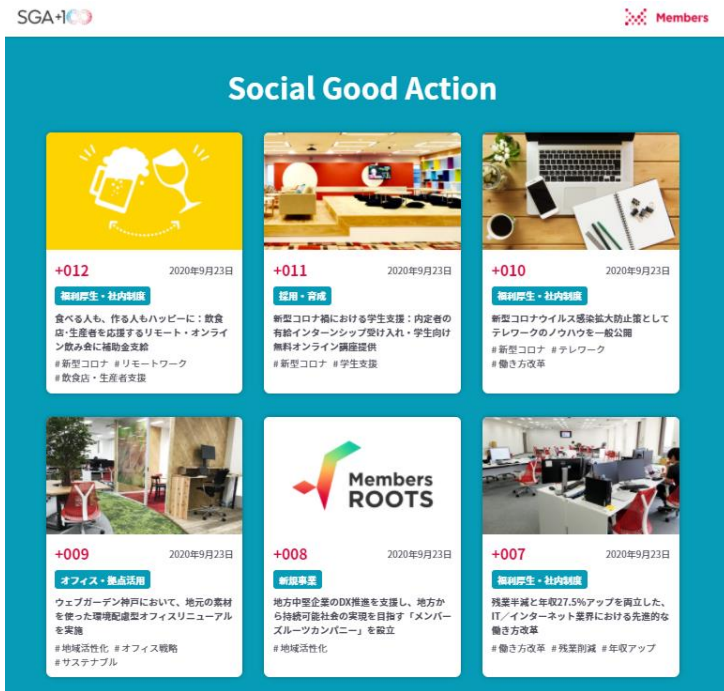 SGA+100
Members
Social Good Action
+012
2020年9月23日
福利厚生・社内制度
食べる人も、作る人もハッピーに：飲食
店・生産者を応援するリモート・オンライ
ン飲み会に補助金支給
#新型コロナ #リモートワーク
#飲食店・生産者支援
+011
2020年9月23日
採用・育成
新型コロナ禍における学生支援：内定者の
有給インターンシップ受け入れ・学生向け
無料オンライン講座提供
#新型コロナ #学生支援
+010
2020年9月23日
福利厚生・社内制度
新型コロナウイルス感染拡大防止策として
テレワークのノウハウを一般公開
#新型コロナ #テレワーク
#働き方改革
+009
2020年9月23日
オフィス・拠点活用
ウェブガーデン神戸において、地元の素材
を使った環境配慮型オフィスリニューアル
を実施
#地域活性化 #オフィス戦略
#サステナブル
Members
ROOTS
+008
2020年9月23日
新規事業
地方中堅企業のDX推進を支援し、地方か
ら持続可能社会の実現を目指す「メンバー
ズルーツカンパニー」を設立
#地域活性化
+007
2020年9月23日
福利厚生・社内制度
残業半減と年収27.5%アップを両立した、
IT／インターネット業界における先進的な
働き方改革
#働き方改革 #残業削減 #年収アップ